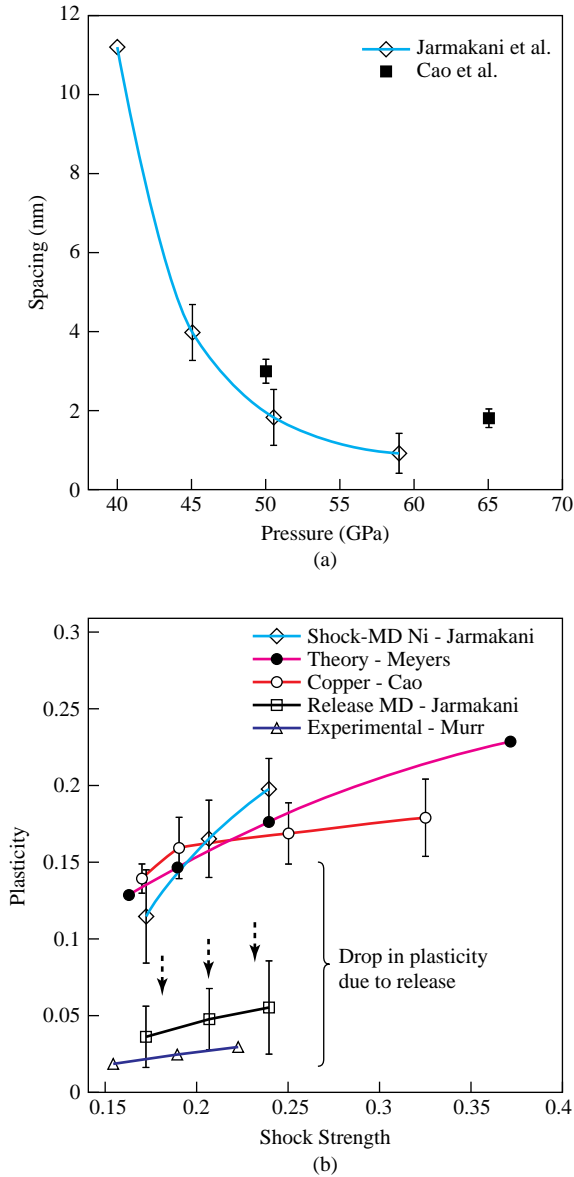 12
10
8
6
4
2
0
Spacing (nm)
Jarmakani et al.
Cao et al.
40 45 50 55 60 65 70
Pressure (GPa)
(a)
0.3
0.25
0.2
0.15
0.1
0.05
0
Plasticity
Shock-MD Ni - Jarmakani
Theory - Meyers
Copper - Cao
Release MD - Jarmakani
Experimental - Murr
Drop in plasticity
due to release
0.15 0.2 0.25 0.3 0.35 0.4
Shock Strength
(b)